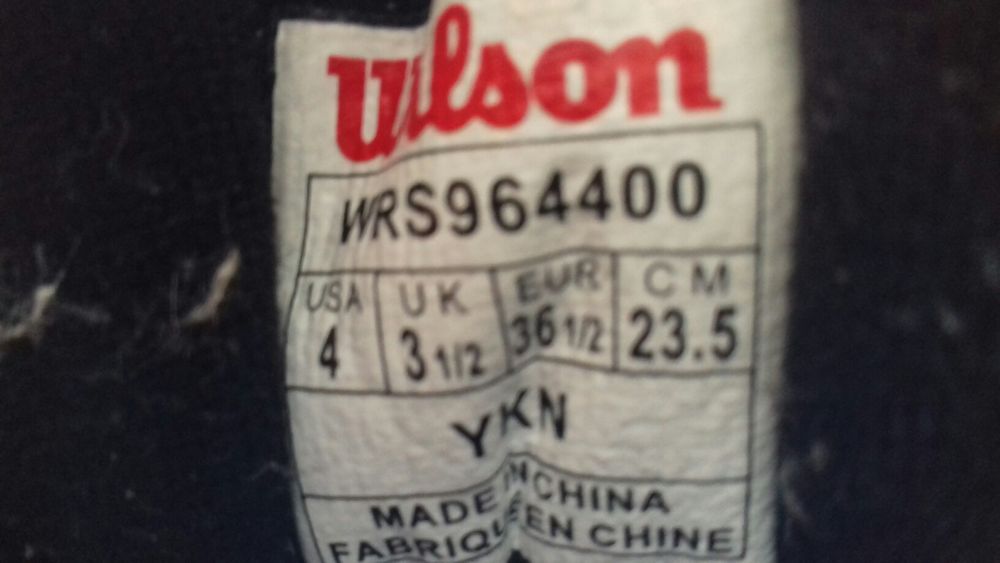 Wilson
WRS964400
USA UK EUR CM
4 3 1/2 36 1/2 23.5
YKN
MADE IN CHINA
FABRIQUE EN CHINE